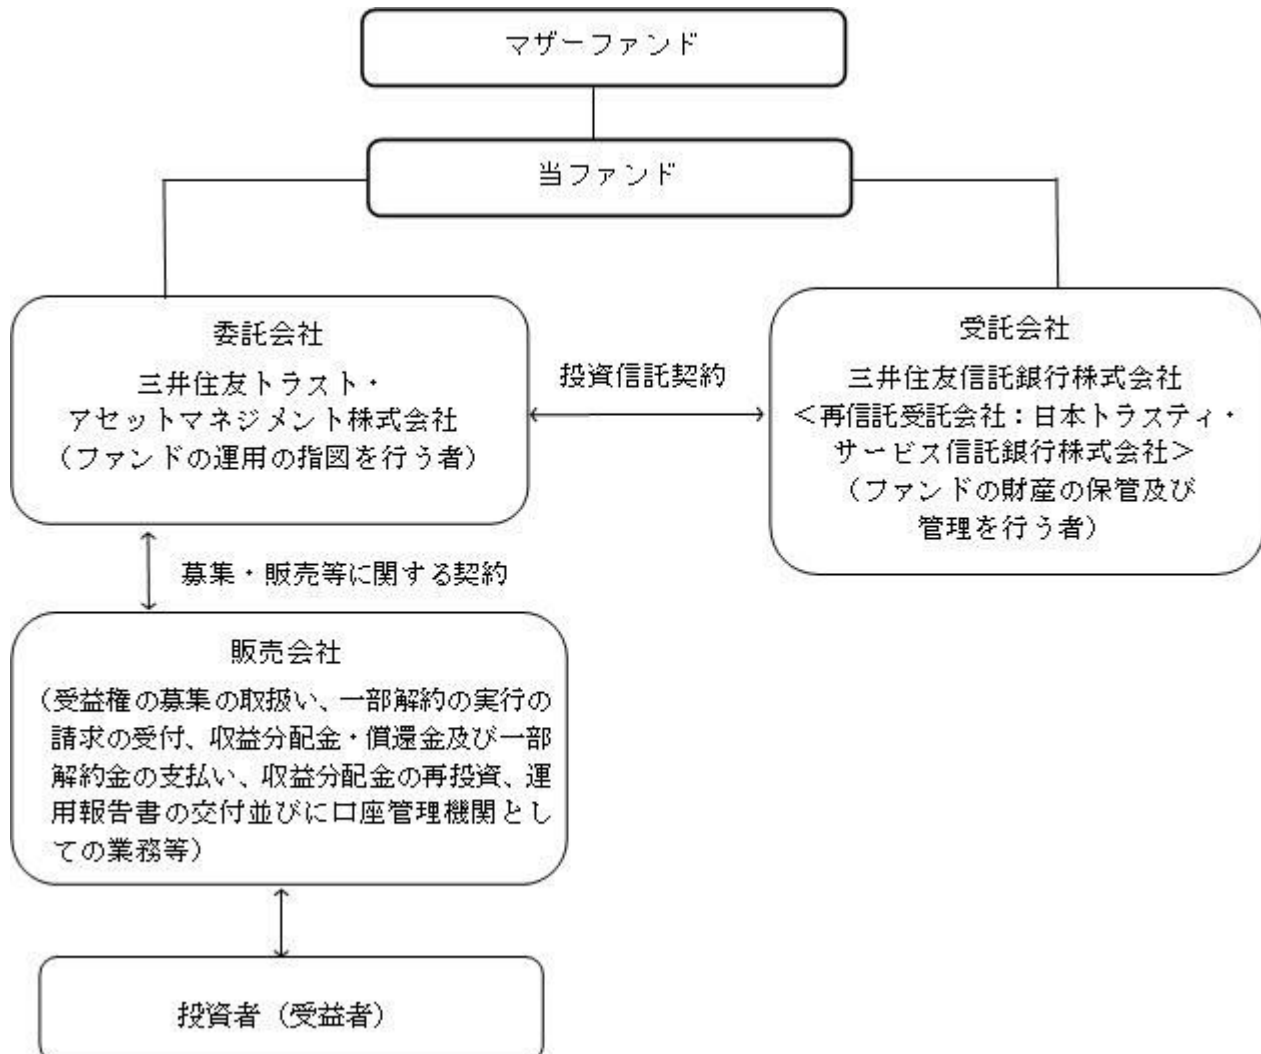 マザーファンド
当ファンド
委託会社
三井住友トラスト・
アセットマネジメント株式会社
（ファンドの運用の指図を行う者）
投資信託契約
受託会社
三井住友信託銀行株式会社
＜再信託受託会社：日本トラスティ・
サービス信託銀行株式会社＞
（ファンドの財産の保管及び
管理を行う者）
募集・販売等に関する契約
販売会社
（受益権の募集の取扱い、一部解約の実行の
請求の受付、収益分配金・償還金及び一部
解約金の支払い、収益分配金の再投資、運
用報告書の交付並びに口座管理機関とし
ての業務等）
投資者（受益者）